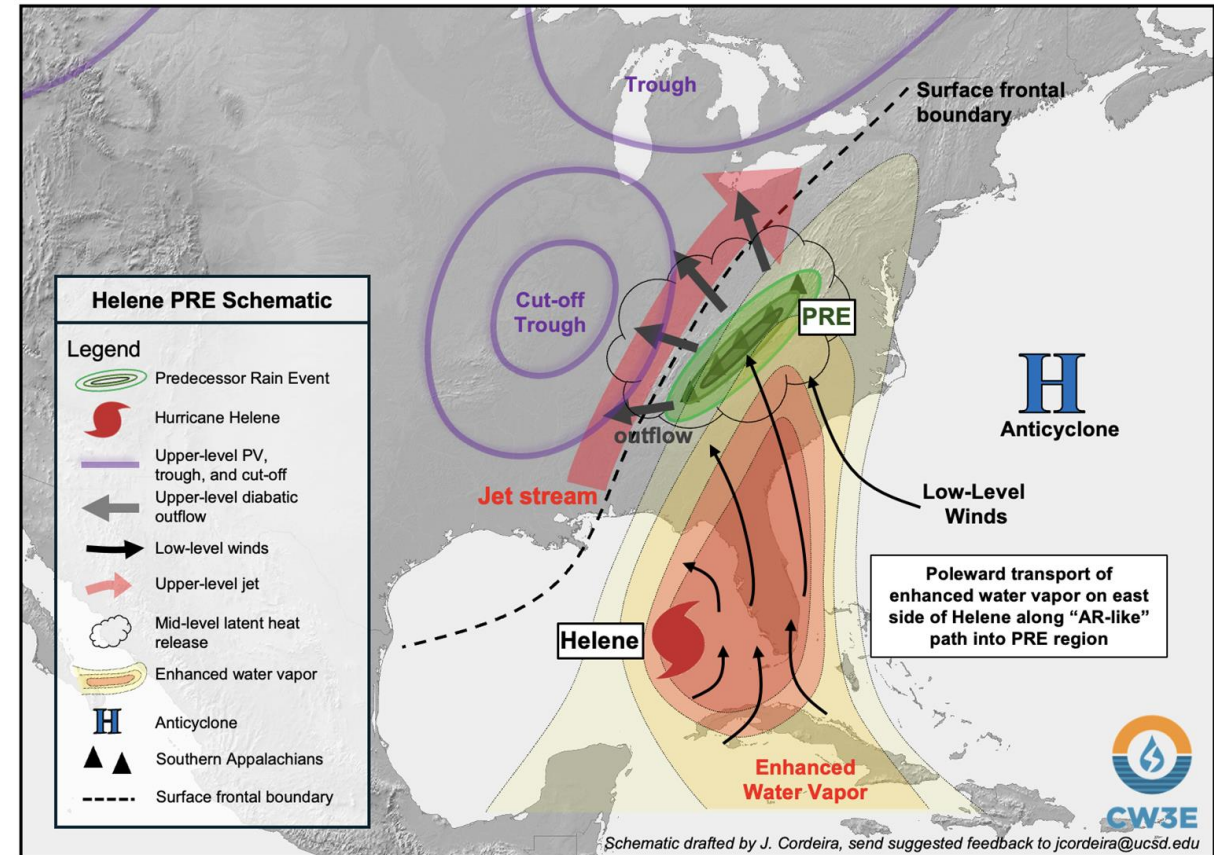 Trough
Surface frontal
boundary
Helene PRE Schematic
Legend
Predecessor Rain Event
Hurricane Helene
Upper-level PV,
trough, and cut-off
Upper-level diabatic
outflow
Low-level winds
Upper-level jet
Mid-level latent heat
release
Enhanced water vapor
H
Anticyclone
Southern Appalachians
Surface frontal boundary
Cut-off
Trough
PRE
H
Anticyclone
outflow
Jet stream
Low-Level
Winds
Poleward transport of
enhanced water vapor on east
side of Helene along “AR-like”
path into PRE region
Helene
Enhanced
Water Vapor
CW3E
Schematic drafted by J. Cordeira, send suggested feedback to jcordeira@ucsd.edu